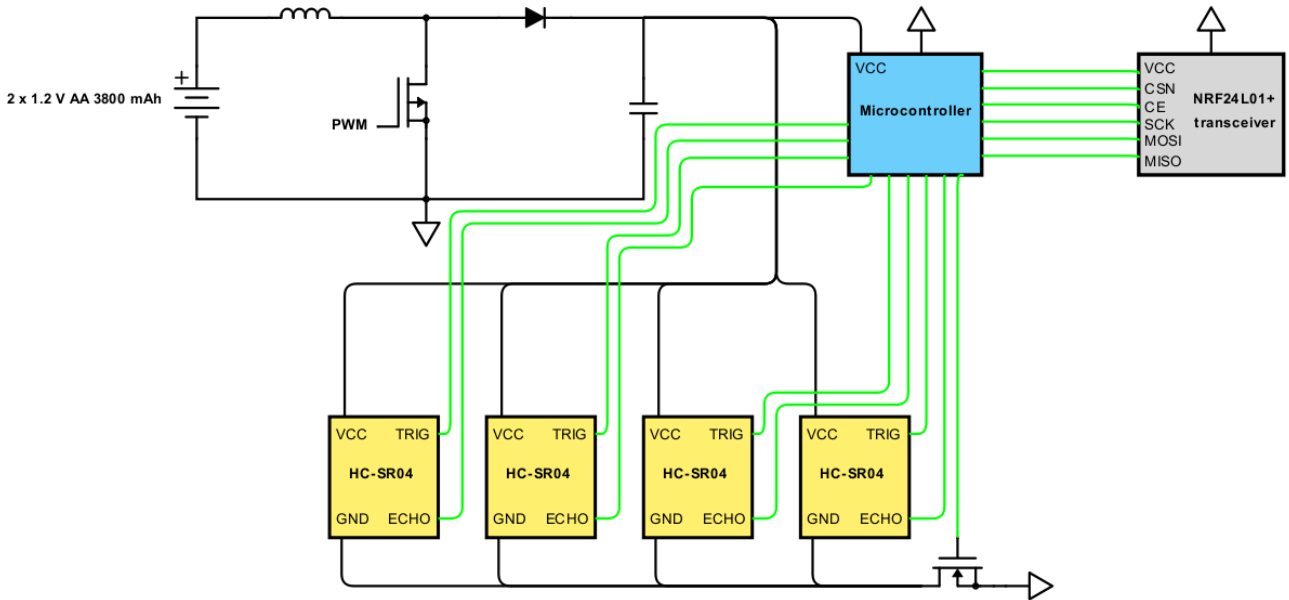 2 x 1.2 V AA 3800 mAh
+
PWM
VCC
Microcontroller
VCC
CSN
CE
SCK
MOSI
MISO
NRF24L01+
transceiver
VCC TRIG
HC-SR04
GND ECHO
VCC TRIG
HC-SR04
GND ECHO
VCC TRIG
HC-SR04
GND ECHO
VCC TRIG
HC-SR04
GND ECHO